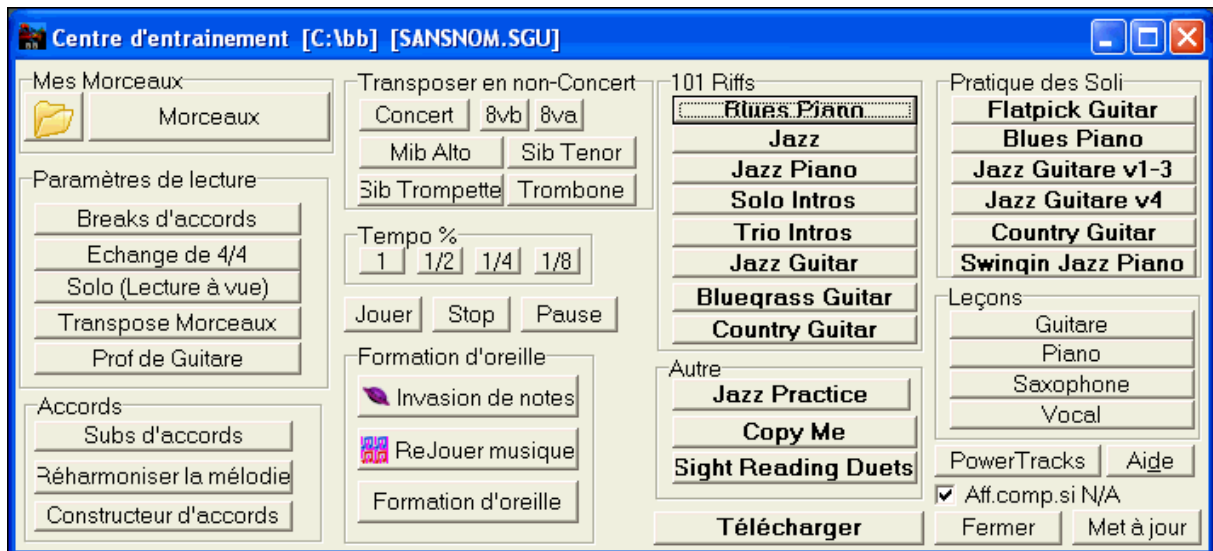 Centre d'entrainement [C:\bb] [SANSNOM.SGU]
Mes Morceaux
Morceaux
Paramètres de lecture
Breaks d'accords
Echange de 4/4
Solo (Lecture à vue)
Transpose Morceaux
Prof de Guitare
Accords
Subs d'accords
Réharmoniser la mélodie
Constructeur d'accords
Transposer en non-Concert
Concert 8vb 8va
Mib Alto Sib Tenor
Sib Trompette Trombone
Tempo %
1 1/2 1/4 1/8
Jouer Stop Pause
Formation d'oreille
Invasion de notes
ReJouer musique
Formation d'oreille
101 Riffs
Blues Piano
Jazz
Jazz Piano
Solo Intros
Trio Intros
Jazz Guitar
Bluegrass Guitar
Country Guitar
Autre
Jazz Practice
Copy Me
Sight Reading Duets
Télécharger
Pratique des Soli
Flatpick Guitar
Blues Piano
Jazz Guitare v1-3
Jazz Guitare v4
Country Guitar
Swingin Jazz Piano
Leçons
Guitare
Piano
Saxophone
Vocal
PowerTracks Aide
Aff.comp.si N/A
Fermer Met à jour